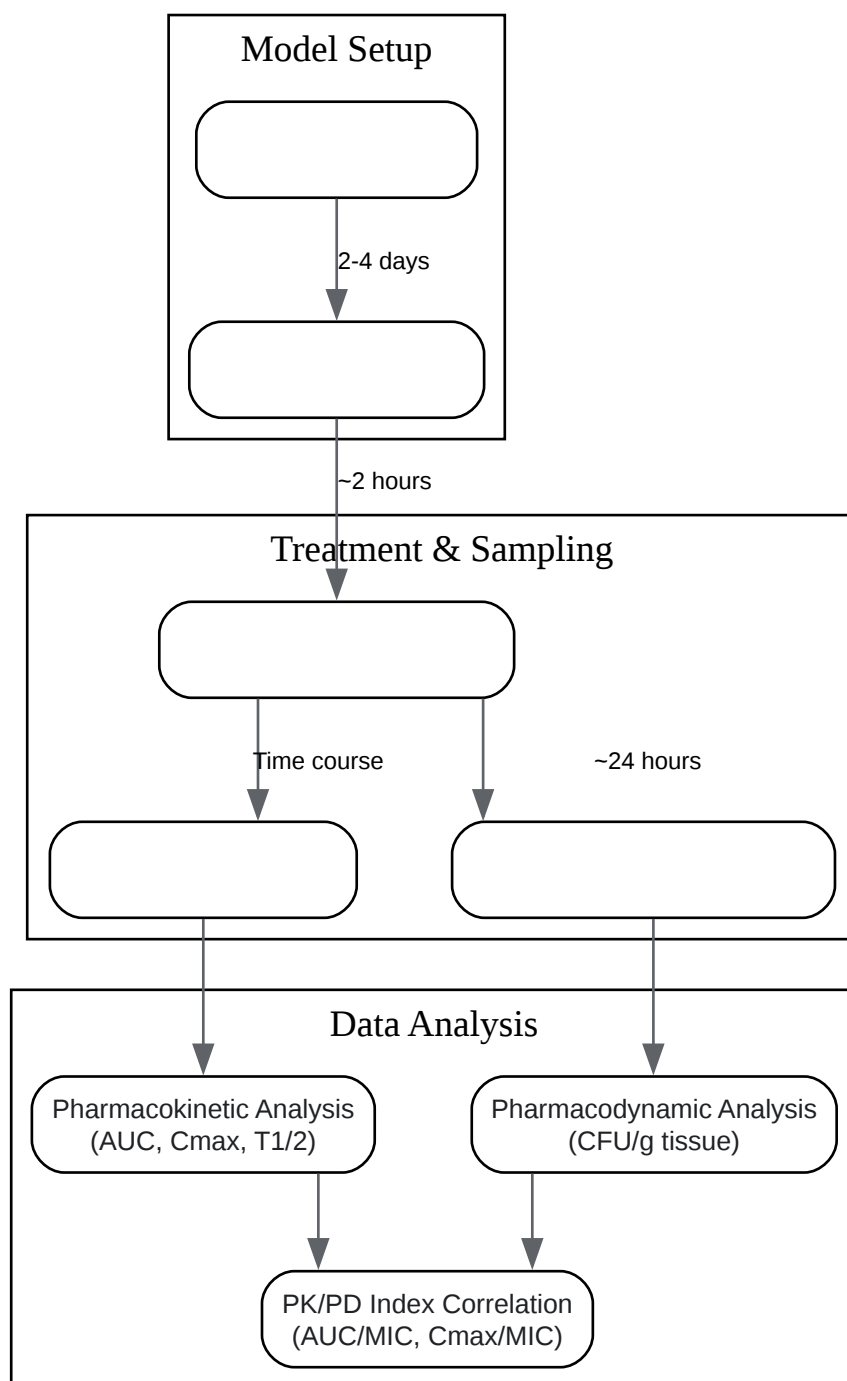 Model Setup
2-4 days
~2 hours
Treatment & Sampling
Time course
~24 hours
Data Analysis
Pharmacokinetic Analysis
(AUC, Cmax, T1/2)
Pharmacodynamic Analysis
(CFU/g tissue)
PK/PD Index Correlation
(AUC/MIC, Cmax/MIC)